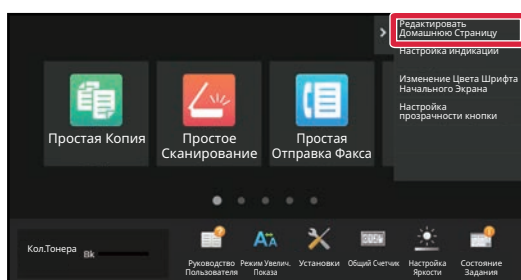 Редактировать
Домашнюю Страницу
Настройка индикации
Изменение Цвета Шрифта
Начального Экрана
Настройка
прозрачности кнопки
Простая Копия
Простое
Сканирование
Простая
Отправка Факса
Кол.Тонера
Bk
Руководство
Пользователя
Режим Увелич.
Показа
Установки
Общий Счетчик
Настройка
Яркости
Состояние
Задания